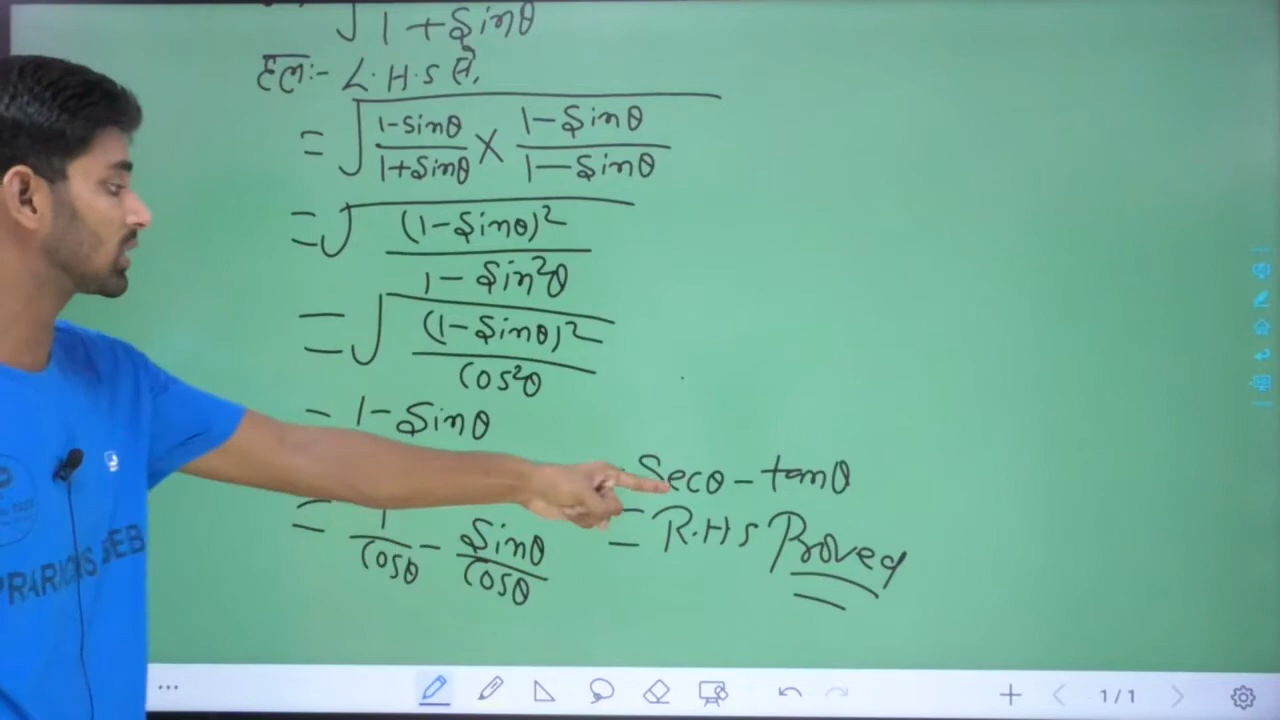 √1+Sinθ
हल:- L.H.S से,
= √(1-sinθ/1+Sinθ × 1-Sinθ/1-Sinθ)
= √((1-Sinθ)²/1-Sin²θ)
= √((1-Sinθ)²/Cos²θ)
= 1-Sinθ
= 1/Cosθ - Sinθ/Cosθ
= Secθ - tanθ
= R.H.S Proved
1/1